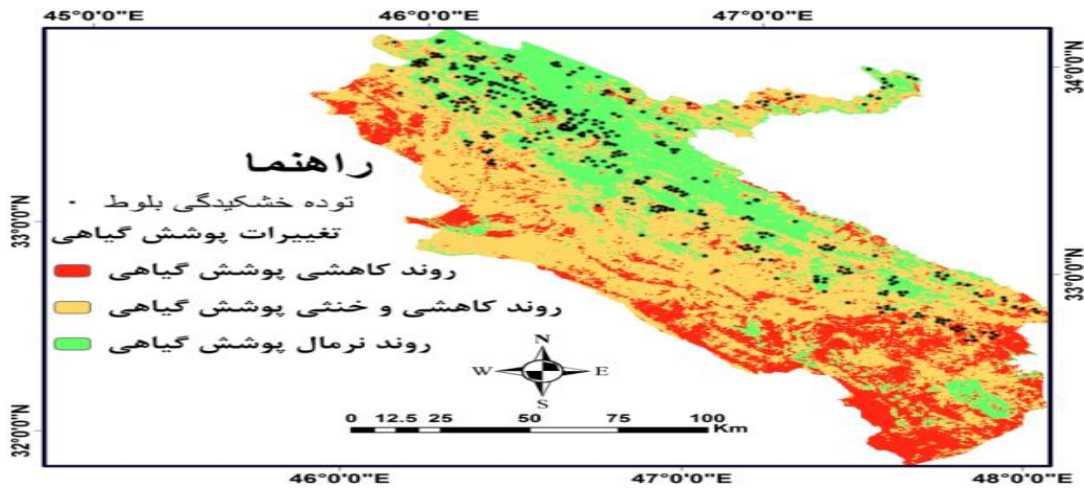 45°0'0"E 46°0'0"E 47°0'0"E
34°0'0"N
33°0'0"N
33°0'0"N
32°0'0"N
32°0'0"N
راهنما
توده خشکیدگی بلوط
تغییرات پوشش گیاهی
روند کاهشی پوشش گیاهی
روند کاهشی و خنثی پوشش گیاهی
روند نرمال پوشش گیاهی
N
W E
S
0 12.5 25 50 75 100
Km
46°0'0"E 47°0'0"E 48°0'0"E